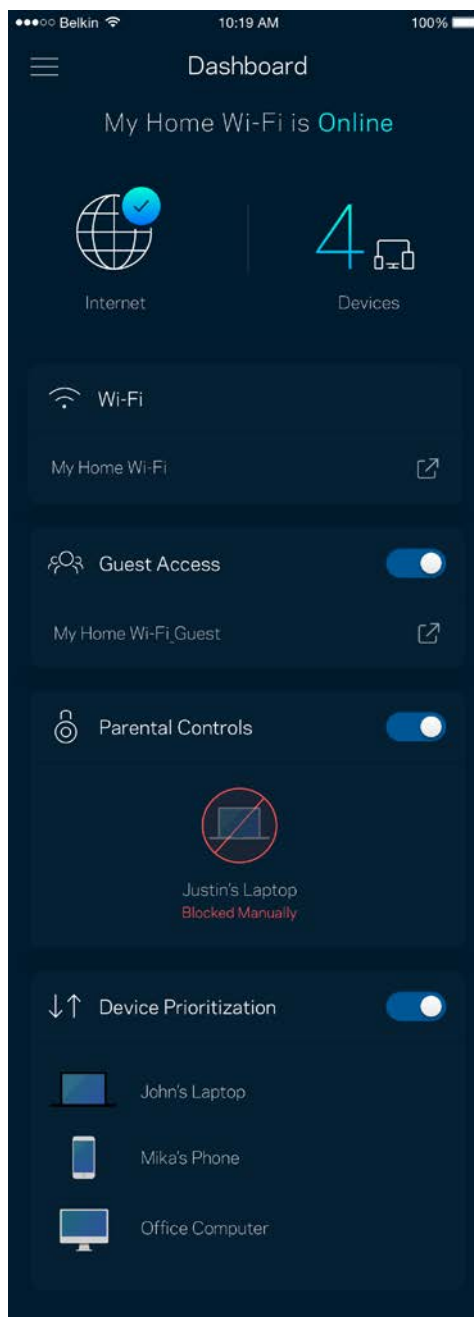 Belkin 10:19 AM 100%
Dashboard
My Home Wi-Fi is Online
4
Internet Devices
Wi-Fi
My Home Wi-Fi
Guest Access
My Home Wi-Fi_Guest
Parental Controls
Justin's Laptop
Blocked Manually
Device Prioritization
John's Laptop
Mika's Phone
Office Computer